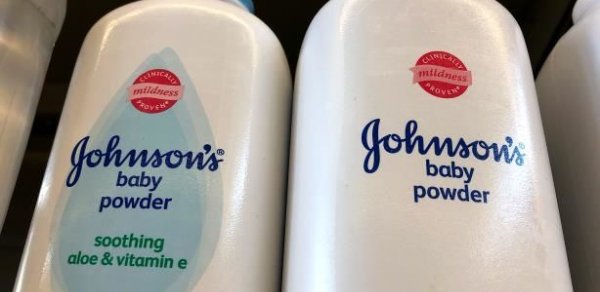 CLINICALLY
mildness
PROVEN®
Johnson's®
baby
powder
soothing
aloe & vitamin e
CLINICALLY
mildness
PROVEN®
Johnson's®
baby
powder